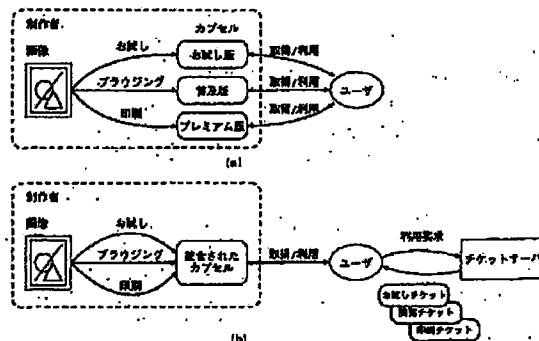 制作者
カプセル
画像
お試し
お試し版
取得/利用
ブラウジング
普及版
取得/利用
ユーザ
印刷
プレミアム版
取得/利用
(a)
制作者
画像
お試し
ブラウジング
統合された
カプセル
取得/利用
ユーザ
利用要求
チケットサーバ
印刷
お試しチケット
閲覧チケット
印刷チケット
(b)